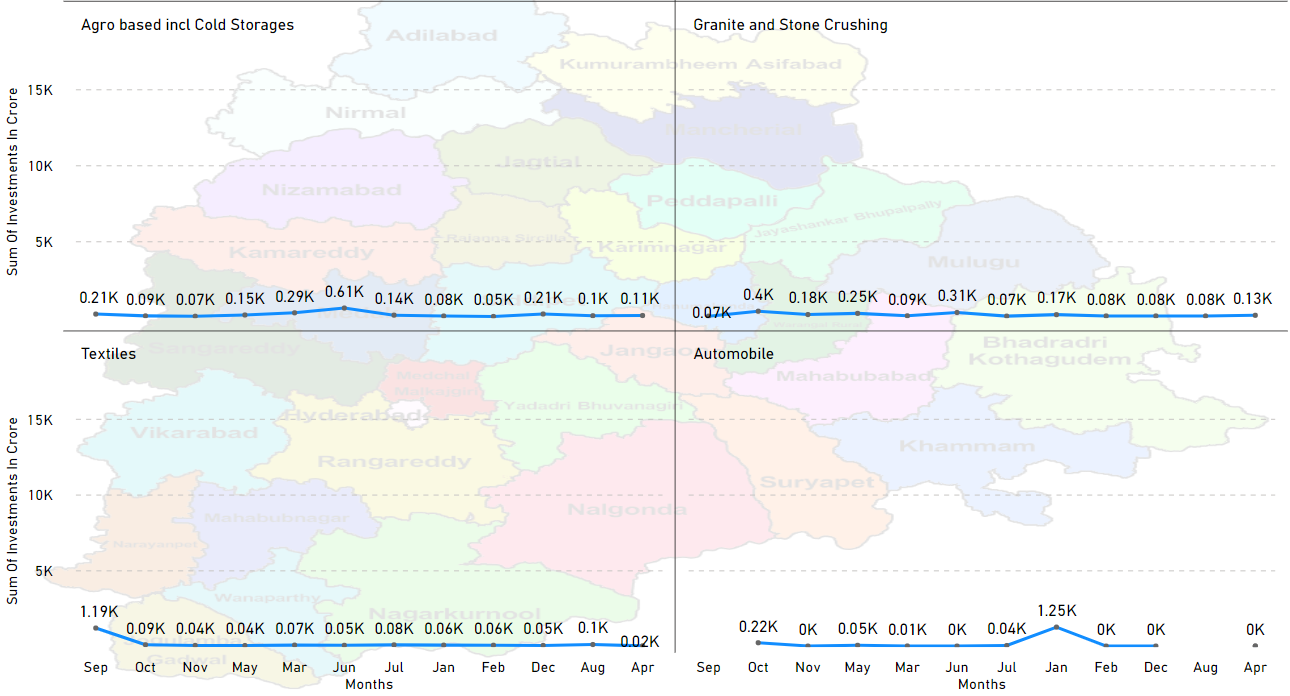 Agro based incl Cold Storages
Granite and Stone Crushing
Adilabad
Kumurambheem Asifabad
Nirmal
Mancherial
Jagtial
Nizamabad
Peddapalli
Jayashankar Bhupalpally
Rajanna Sircilla
Karimnagar
Kamareddy
Mulugu
Sum Of Investments In Crore
15K
10K
5K
0.21K 0.09K 0.07K 0.15K 0.29K 0.61K 0.14K 0.08K 0.05K 0.21K 0.1K 0.11K
0.07K 0.4K 0.18K 0.25K 0.09K 0.31K 0.07K 0.17K 0.08K 0.08K 0.08K 0.13K
Textiles
Automobile
Sangareddy
Jangaon
Bhadradri
Kothagudem
Medchal
Malkajgiri
Mahabubabad
Hyderabad
Yadadri Bhuvanagiri
Vikarabad
Rangareddy
Khammam
Suryapet
Nalgonda
Mahabubnagar
Narayanpet
Wanaparthy
Nagarkurnool
Gadwal
Sum Of Investments In Crore
15K
10K
5K
1.19K 0.09K 0.04K 0.04K 0.07K 0.05K 0.08K 0.06K 0.06K 0.05K 0.1K 0.02K
0.22K 0K 0.05K 0.01K 0K 0.04K 1.25K 0K 0K 0K
Sep Oct Nov May Mar Jun Jul Jan Feb Dec Aug Apr
Months
Sep Oct Nov May Mar Jun Jul Jan Feb Dec Aug Apr
Months